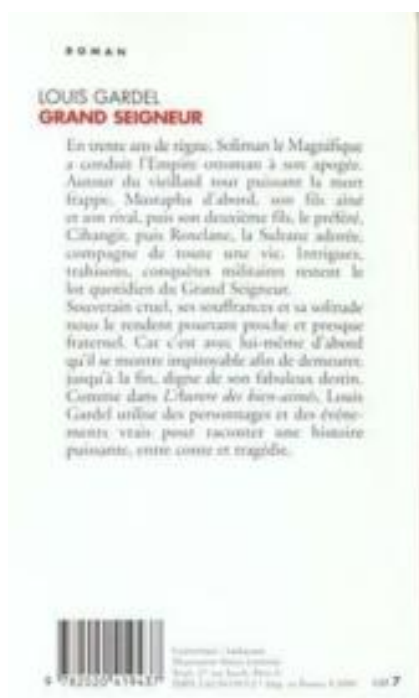 ROMAN
LOUIS GARDEL
GRAND SEIGNEUR
En trente ans de règne, Soliman le Magnifique
a conduit l'Empire ottoman à son apogée.
Autour du vieillard tout puissant la mort
frappe. Mustapha d'abord, son fils aîné
et son rival, puis son deuxième fils, le préféré,
Cihangir, puis Roxelane, la Sultane adorée,
compagne de toute une vie. Intrigues,
trahisons, conquêtes militaires restent le
lot quotidien du Grand Seigneur.
Souverain cruel, ses souffrances et sa solitude
nous le rendent pourtant proche et presque
fraternel. Car c'est avec lui-même d'abord
qu'il se montre impitoyable afin de demeurer,
jusqu'à la fin, digne de son fabuleux destin.
Comme dans L'Aurore des bien-aimés, Louis
Gardel utilise des personnages et des événe-
ments vrais pour raconter une histoire
puissante, entre conte et tragédie.
9 782020 419437
7